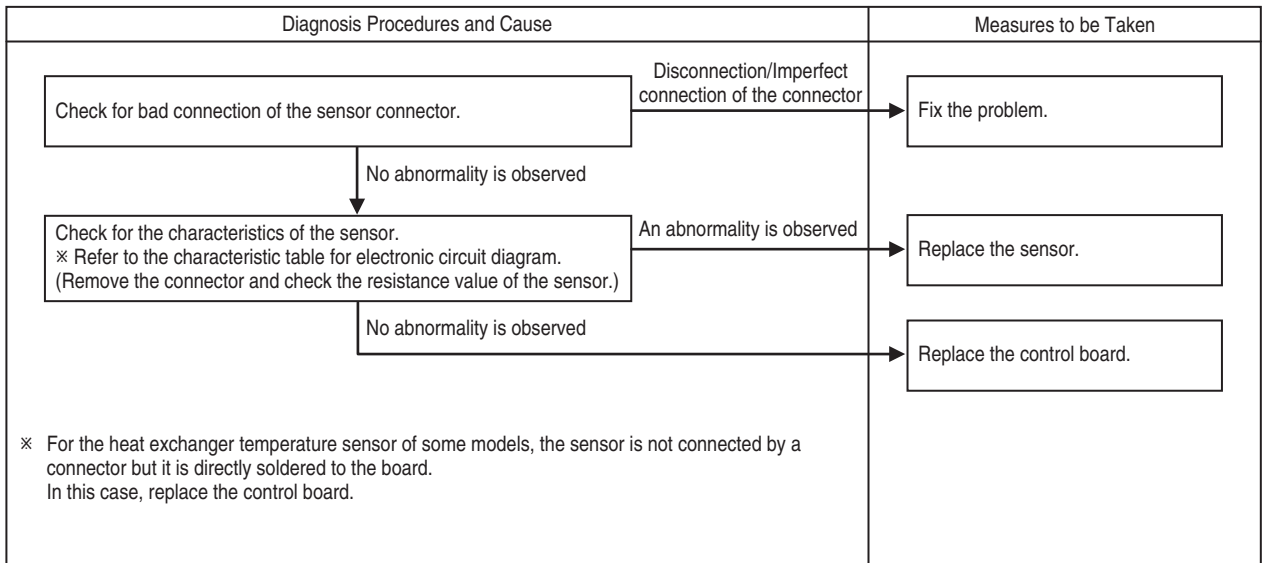 Diagnosis Procedures and Cause
Measures to be Taken
Disconnection/Imperfect
connection of the connector
Check for bad connection of the sensor connector.
Fix the problem.
No abnormality is observed
Check for the characteristics of the sensor.
※ Refer to the characteristic table for electronic circuit diagram.
(Remove the connector and check the resistance value of the sensor.)
An abnormality is observed
Replace the sensor.
No abnormality is observed
Replace the control board.
※ For the heat exchanger temperature sensor of some models, the sensor is not connected by a
connector but it is directly soldered to the board.
In this case, replace the control board.